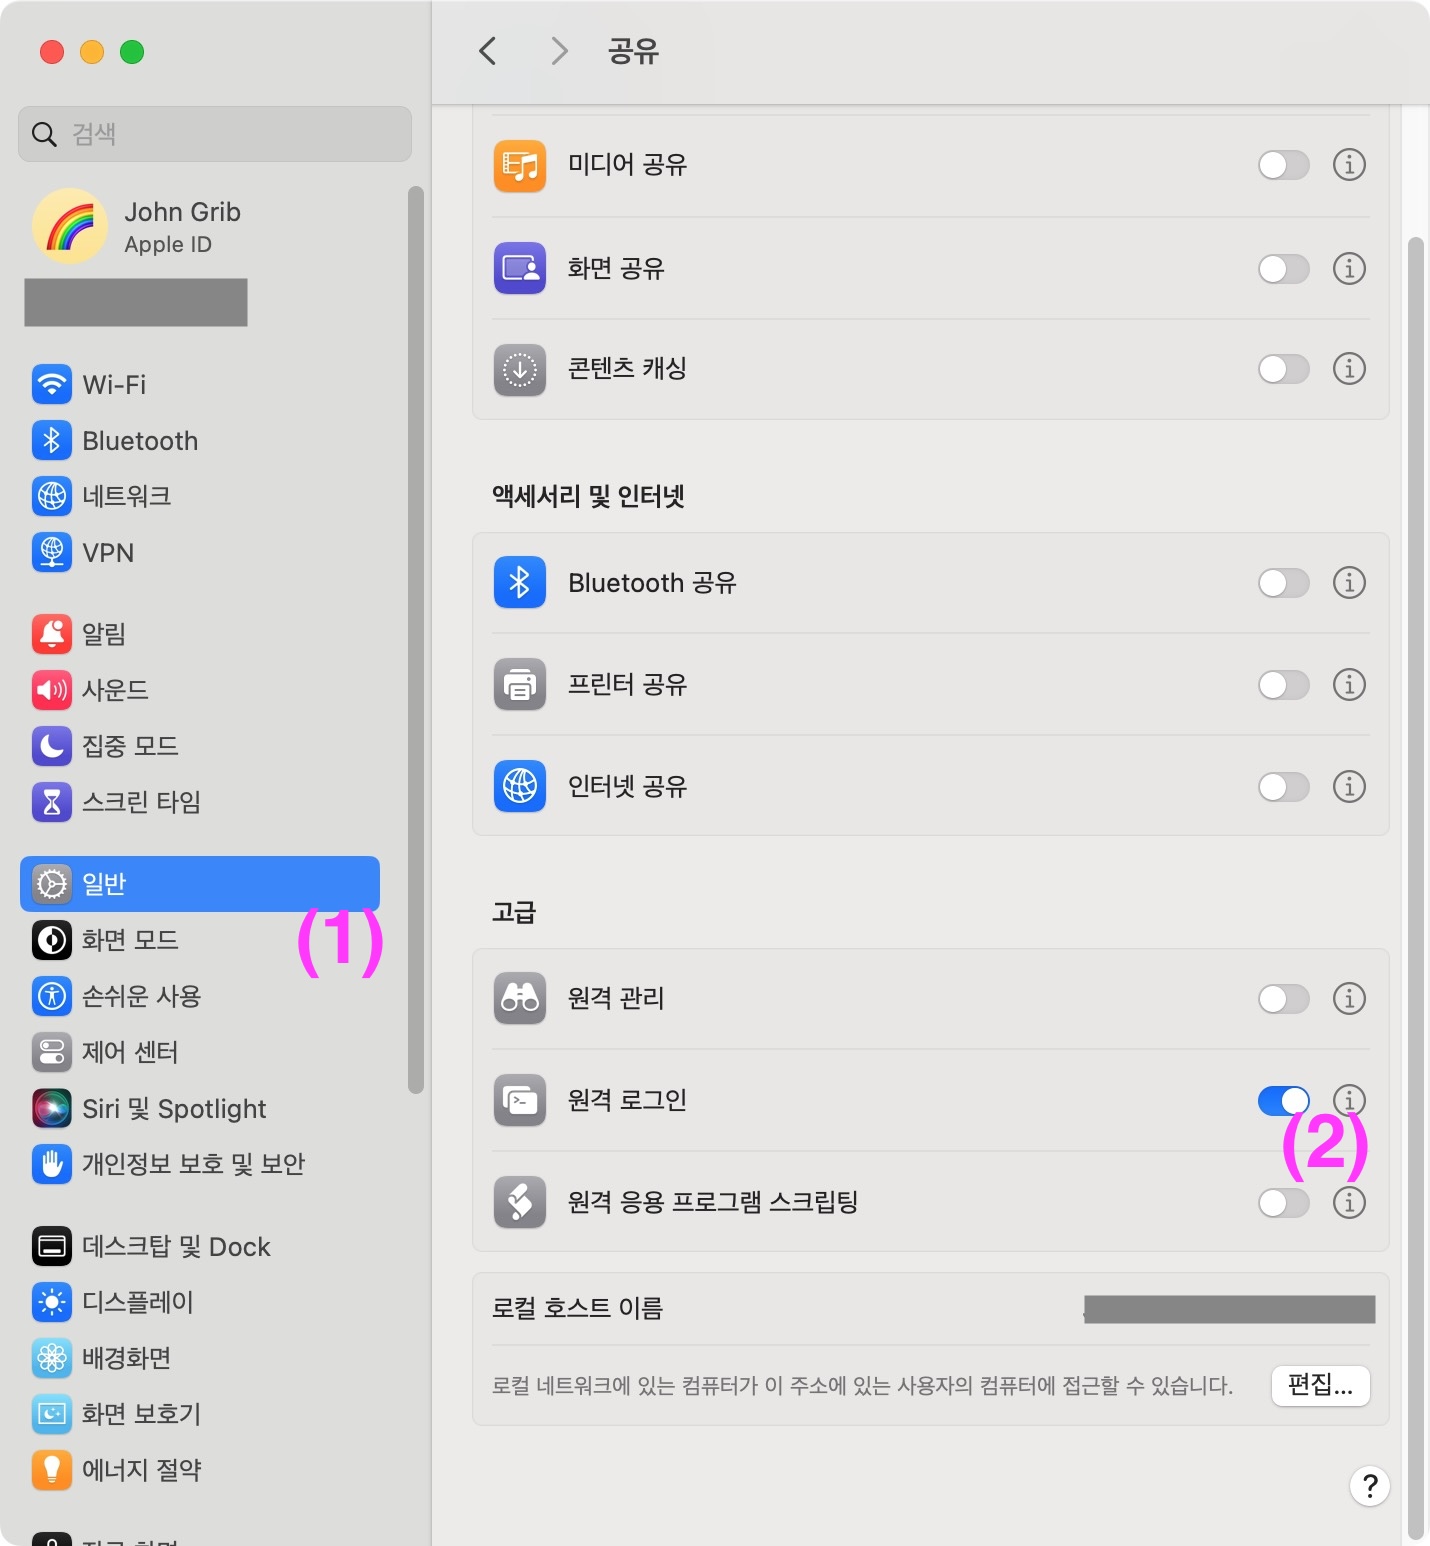 공유
검색
John Grib
Apple ID
Wi-Fi
Bluetooth
네트워크
VPN
알림
사운드
집중 모드
스크린 타임
일반
(1)
화면 모드
손쉬운 사용
제어 센터
Siri 및 Spotlight
개인정보 보호 및 보안
데스크탑 및 Dock
디스플레이
배경화면
화면 보호기
에너지 절약
미디어 공유
화면 공유
콘텐츠 캐싱
액세서리 및 인터넷
Bluetooth 공유
프린터 공유
인터넷 공유
고급
원격 관리
원격 로그인
(2)
원격 응용 프로그램 스크립팅
로컬 호스트 이름
로컬 네트워크에 있는 컴퓨터가 이 주소에 있는 사용자의 컴퓨터에 접근할 수 있습니다.
편집...
?